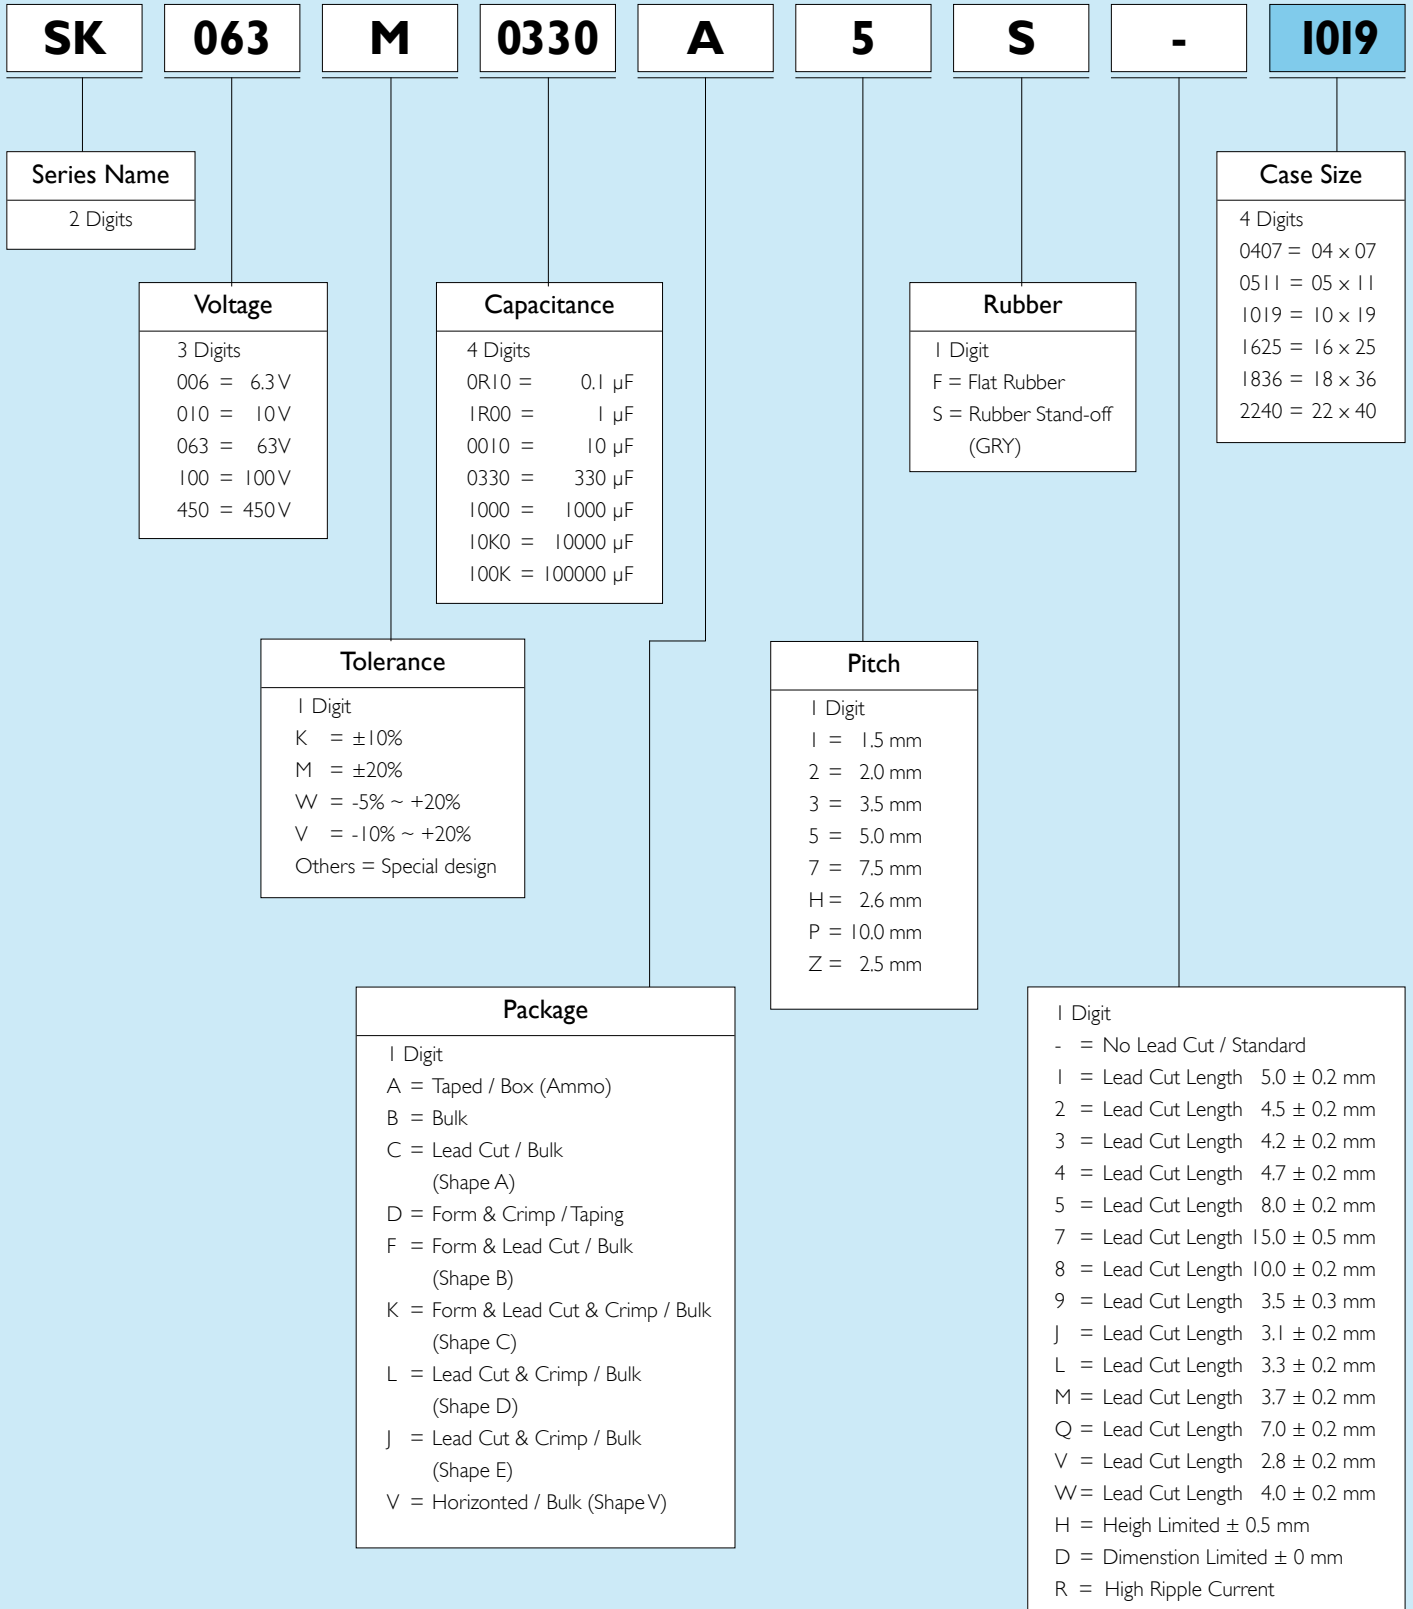 SK 063 M 0330 A 5 S - 1019
Series Name
2 Digits
Case Size
4 Digits
0407 = 04 x 07
0511 = 05 x 11
1019 = 10 x 19
1625 = 16 x 25
1836 = 18 x 36
2240 = 22 x 40
Voltage
3 Digits
006 = 6.3 V
010 = 10 V
063 = 63V
100 = 100 V
450 = 450 V
Capacitance
4 Digits
0R10 = 0.1 µF
1R00 = 1 µF
0010 = 10 µF
0330 = 330 µF
1000 = 1000 µF
10K0 = 10000 µF
100K = 100000 µF
Rubber
1 Digit
F = Flat Rubber
S = Rubber Stand-off
(GRY)
Tolerance
1 Digit
K = ±10%
M = ±20%
W = -5% ~ +20%
V = -10% ~ +20%
Others = Special design
Pitch
1 Digit
1 = 1.5 mm
2 = 2.0 mm
3 = 3.5 mm
5 = 5.0 mm
7 = 7.5 mm
H = 2.6 mm
P = 10.0 mm
Z = 2.5 mm
Package
1 Digit
A = Taped / Box (Ammo)
B = Bulk
C = Lead Cut / Bulk
(Shape A)
D = Form & Crimp / Taping
F = Form & Lead Cut / Bulk
(Shape B)
K = Form & Lead Cut & Crimp / Bulk
(Shape C)
L = Lead Cut & Crimp / Bulk
(Shape D)
J = Lead Cut & Crimp / Bulk
(Shape E)
V = Horizonted / Bulk (Shape V)
1 Digit
- = No Lead Cut / Standard
1 = Lead Cut Length 5.0 ± 0.2 mm
2 = Lead Cut Length 4.5 ± 0.2 mm
3 = Lead Cut Length 4.2 ± 0.2 mm
4 = Lead Cut Length 4.7 ± 0.2 mm
5 = Lead Cut Length 8.0 ± 0.2 mm
7 = Lead Cut Length 15.0 ± 0.5 mm
8 = Lead Cut Length 10.0 ± 0.2 mm
9 = Lead Cut Length 3.5 ± 0.3 mm
J = Lead Cut Length 3.1 ± 0.2 mm
L = Lead Cut Length 3.3 ± 0.2 mm
M = Lead Cut Length 3.7 ± 0.2 mm
Q = Lead Cut Length 7.0 ± 0.2 mm
V = Lead Cut Length 2.8 ± 0.2 mm
W = Lead Cut Length 4.0 ± 0.2 mm
H = Heigh Limited ± 0.5 mm
D = Dimenstion Limited ± 0 mm
R = High Ripple Current